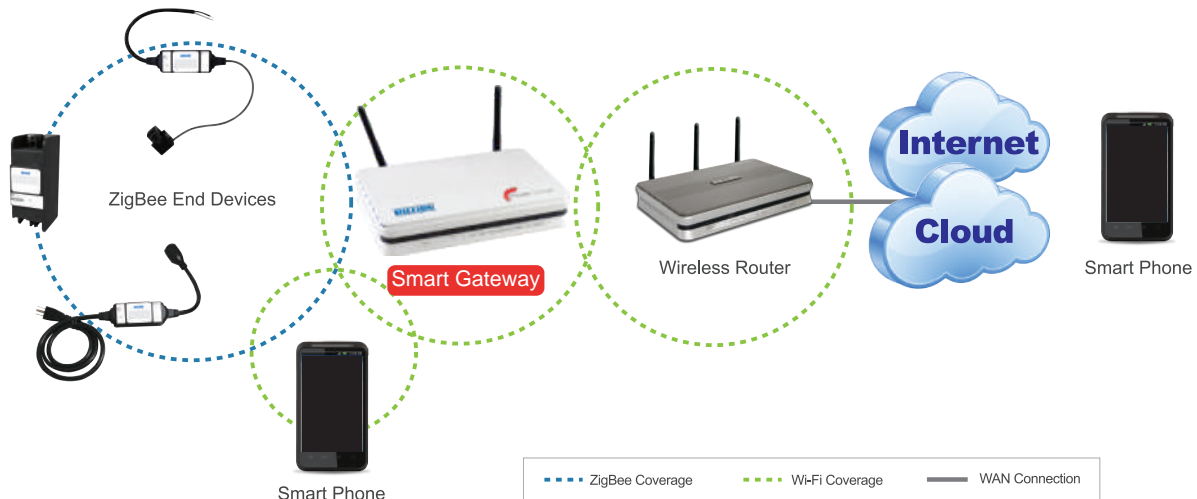 Internet
Cloud
ZigBee End Devices
BILLION
Smart Gateway
Wireless Router
Smart Phone
Smart Phone
ZigBee Coverage
Wi-Fi Coverage
WAN Connection